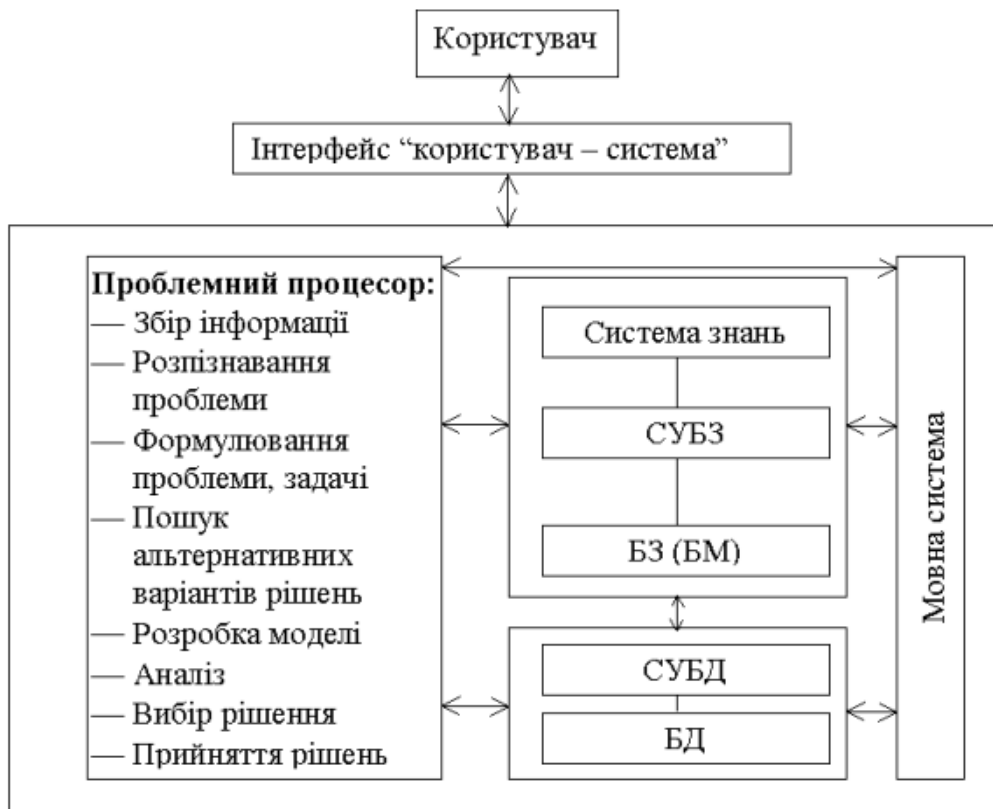 Користувач
Інтерфейс “користувач – система”
Проблемний процесор:
— Збір інформації
— Розпізнавання
проблеми
— Формулювання
проблеми, задачі
— Пошук
альтернативних
варіантів рішень
— Розробка моделі
— Аналіз
— Вибір рішення
— Прийняття рішень
Система знань
СУБЗ
БЗ (БМ)
СУБД
БД
Мовна система